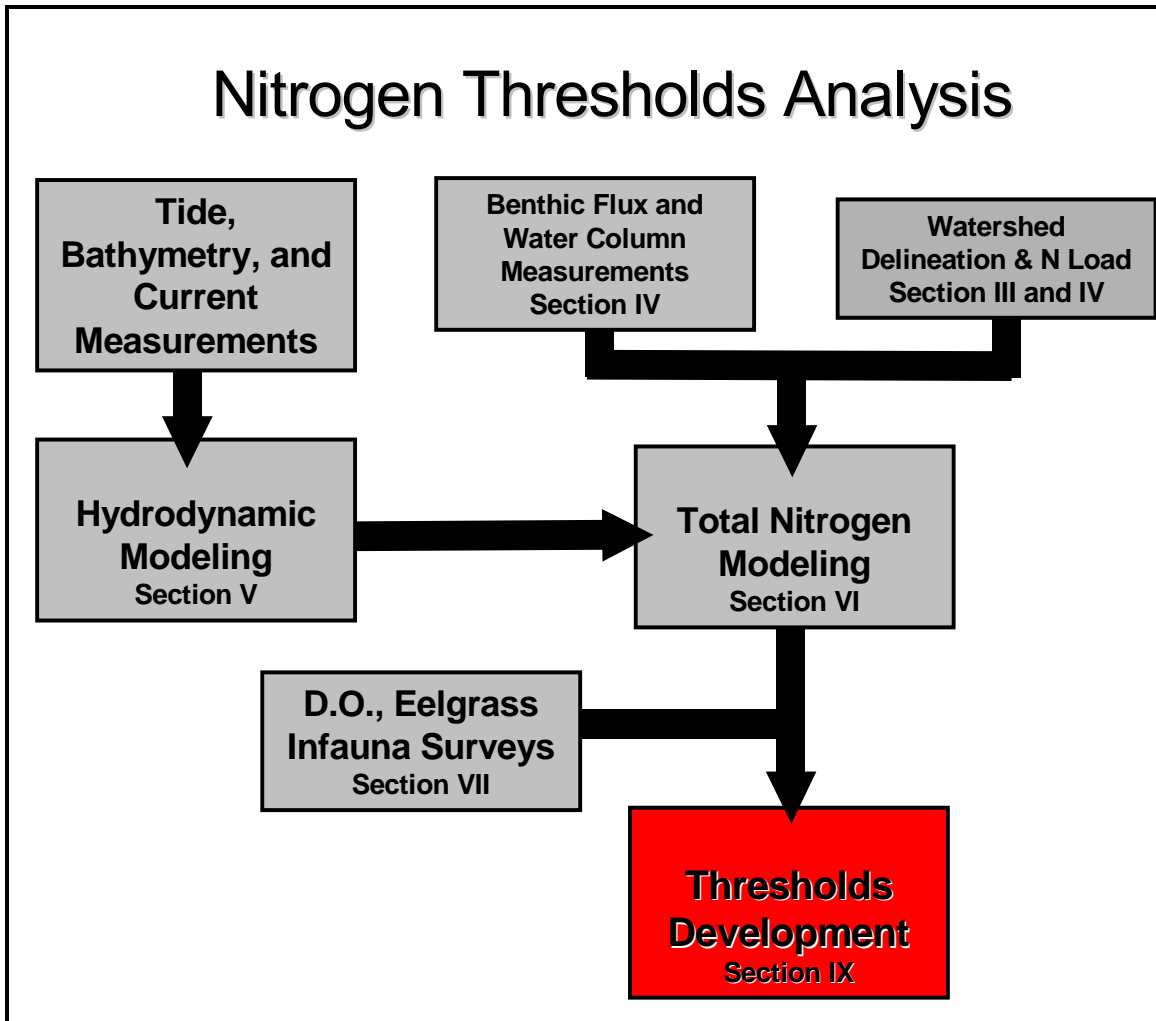 Nitrogen Thresholds Analysis
Tide,
Bathymetry, and
Current
Measurements
Benthic Flux and
Water Column
Measurements
Section IV
Watershed
Delineation & N Load
Section III and IV
Hydrodynamic
Modeling
Section V
Total Nitrogen
Modeling
Section VI
D.O., Eelgrass
Infauna Surveys
Section VII
Thresholds
Development
Section IX